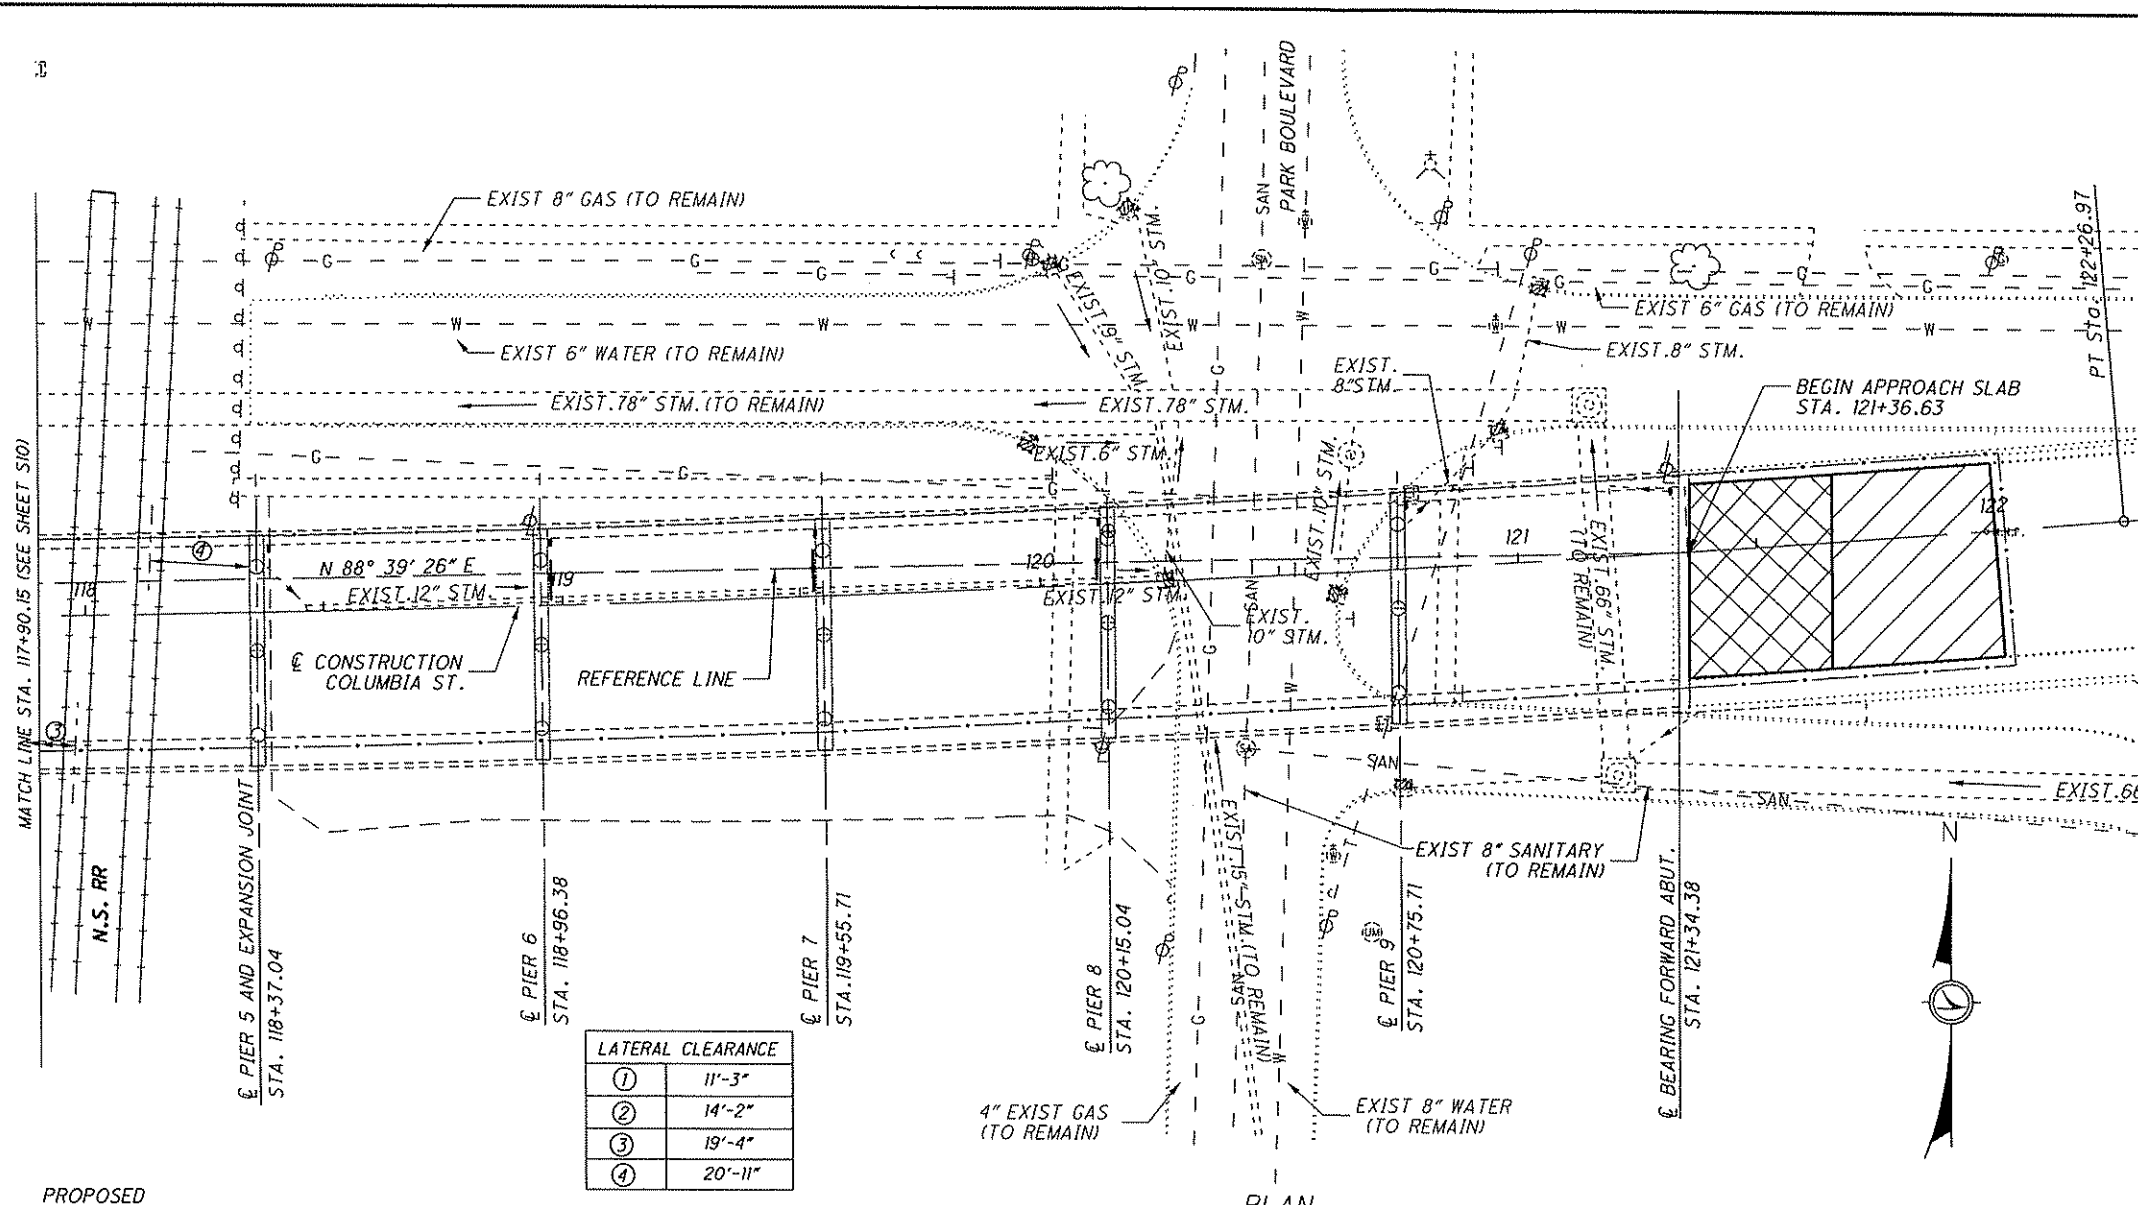 PARK BOULEVARD
SAN
EXIST 8" GAS (TO REMAIN)
PT Sta. 122+26.97
EXIST.10" STM.
EXIST 9" STM.
EXIST 6" GAS (TO REMAIN)
EXIST 6" WATER (TO REMAIN)
EXIST.8" STM.
EXIST.
8"STM.
BEGIN APPROACH SLAB
STA. 121+36.63
EXIST.78" STM.(TO REMAIN)
EXIST.78" STM.
EXIST.6" STM.
EXIST.10" STM.
EXIST.66" STM.
(TO REMAIN)
MATCH LINE STA. 117+90.15 (SEE SHEET S10)
N 88° 39' 26" E
EXIST.12" STM.
118
119
120
121
122
EXIST.12" STM.
EXIST.
10" STM.
SAN
℄ CONSTRUCTION
COLUMBIA ST.
REFERENCE LINE
④
③
SAN
SAN
EXIST.66
EXIST.15" STM.(TO REMAIN)
EXIST 8" SANITARY
(TO REMAIN)
N
N.S. RR
℄ PIER 5 AND EXPANSION JOINT
STA. 118+37.04
℄ PIER 6
STA. 118+96.38
℄ PIER 7
STA.119+55.71
℄ PIER 8
STA. 120+15.04
℄ PIER 9
STA. 120+75.71
℄ BEARING FORWARD ABUT.
STA. 121+34.38
LATERAL CLEARANCE
① 11'-3"
② 14'-2"
③ 19'-4"
④ 20'-11"
4" EXIST GAS
(TO REMAIN)
EXIST 8" WATER
(TO REMAIN)
PROPOSED
PLAN